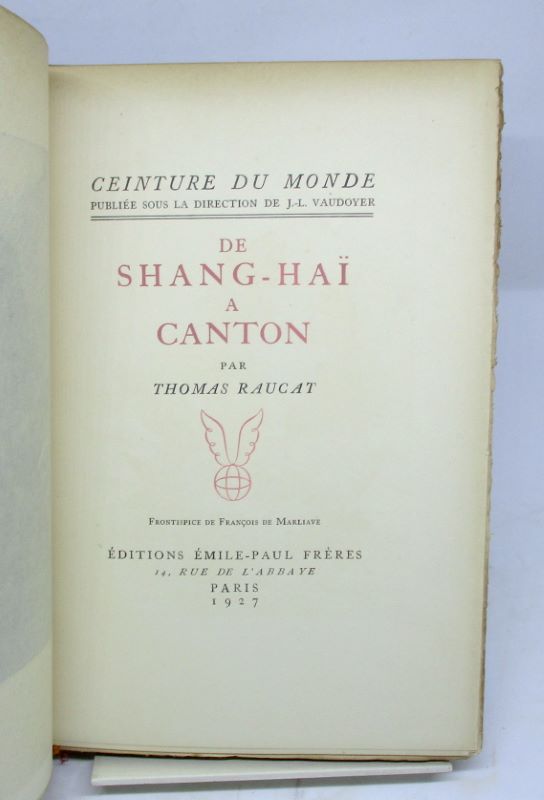 CEINTURE DU MONDE
PUBLIÉE SOUS LA DIRECTION DE J.-L. VAUDOYER
DE
SHANG-HAÏ
A
CANTON
PAR
THOMAS RAUCAT
FRONTISPICE DE FRANÇOIS DE MARLIAVE
ÉDITIONS ÉMILE-PAUL FRÈRES
14, RUE DE L'ABBAYE
PARIS
1927